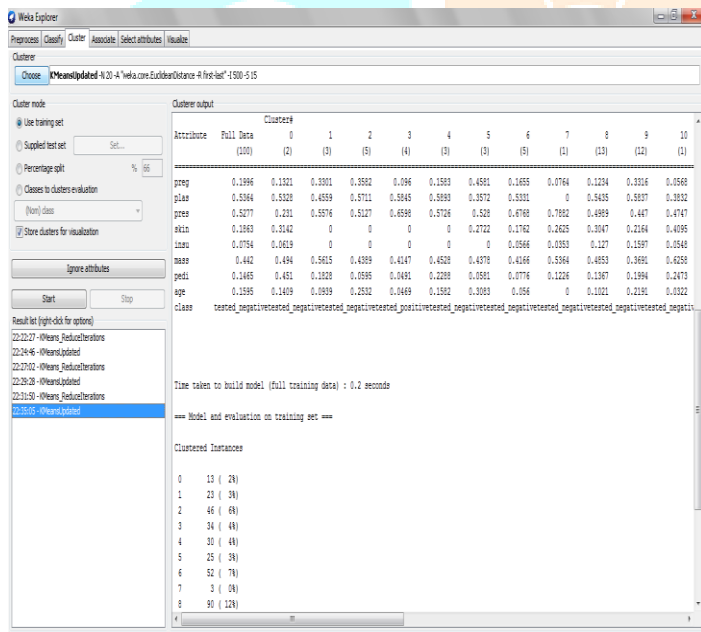 Weka Explorer
Preprocess Classify Cluster Associate Select attributes Visualize
Clusterer
Choose KMeansUpdated -N 20 -A "weka.core.EuclideanDistance -R first-last" -I 500 -S 15
Cluster mode
Use training set
Supplied test set Set...
Percentage split % 66
Classes to clusters evaluation
(Nom) class
Store clusters for visualization
Ignore attributes
Start Stop
Result list (right-click for options)
22:22:27 - KMeans_ReduceIterations
22:24:46 - KMeansUpdated
22:27:02 - KMeans_ReduceIterations
22:29:28 - KMeansUpdated
22:31:50 - KMeans_ReduceIterations
22:35:05 - KMeansUpdated
Clusterer output
Cluster#
Attribute Full Data 0 1 2 3 4 5 6 7 8 9 10
(100) (2) (3) (5) (4) (3) (3) (5) (1) (13) (12) (1)
preg 0.1996 0.1321 0.3301 0.3582 0.096 0.1583 0.4581 0.1655 0.0764 0.1234 0.3316 0.0568
plas 0.5364 0.5328 0.4559 0.5711 0.5845 0.5893 0.3572 0.5331 0 0.5435 0.5837 0.3832
pres 0.5277 0.231 0.5576 0.5127 0.6598 0.5726 0.528 0.6768 0.7882 0.4989 0.447 0.4747
skin 0.1863 0.3142 0 0 0 0 0.2722 0.1762 0.2625 0.3047 0.2164 0.4095
insu 0.0754 0.0619 0 0 0 0 0 0.0566 0.0353 0.127 0.1597 0.0548
mass 0.442 0.494 0.5615 0.4389 0.4147 0.4528 0.4378 0.4166 0.5364 0.4853 0.3691 0.6258
pedi 0.1465 0.451 0.1828 0.0595 0.0491 0.2288 0.0581 0.0776 0.1226 0.1367 0.1994 0.2473
age 0.1595 0.1409 0.0939 0.2532 0.0469 0.1582 0.3083 0.056 0 0.1021 0.2191 0.0322
class tested_negativetested_negativetested_negativetested_positivetested_negativetested_negativetested_negativetested_negativetested_negativetested_negativetested_negativ
Time taken to build model (full training data) : 0.2 seconds
=== Model and evaluation on training set ===
Clustered Instances
0 13 ( 2%)
1 23 ( 3%)
2 46 ( 6%)
3 34 ( 4%)
4 30 ( 4%)
5 25 ( 3%)
6 52 ( 7%)
7 3 ( 0%)
8 90 ( 12%)